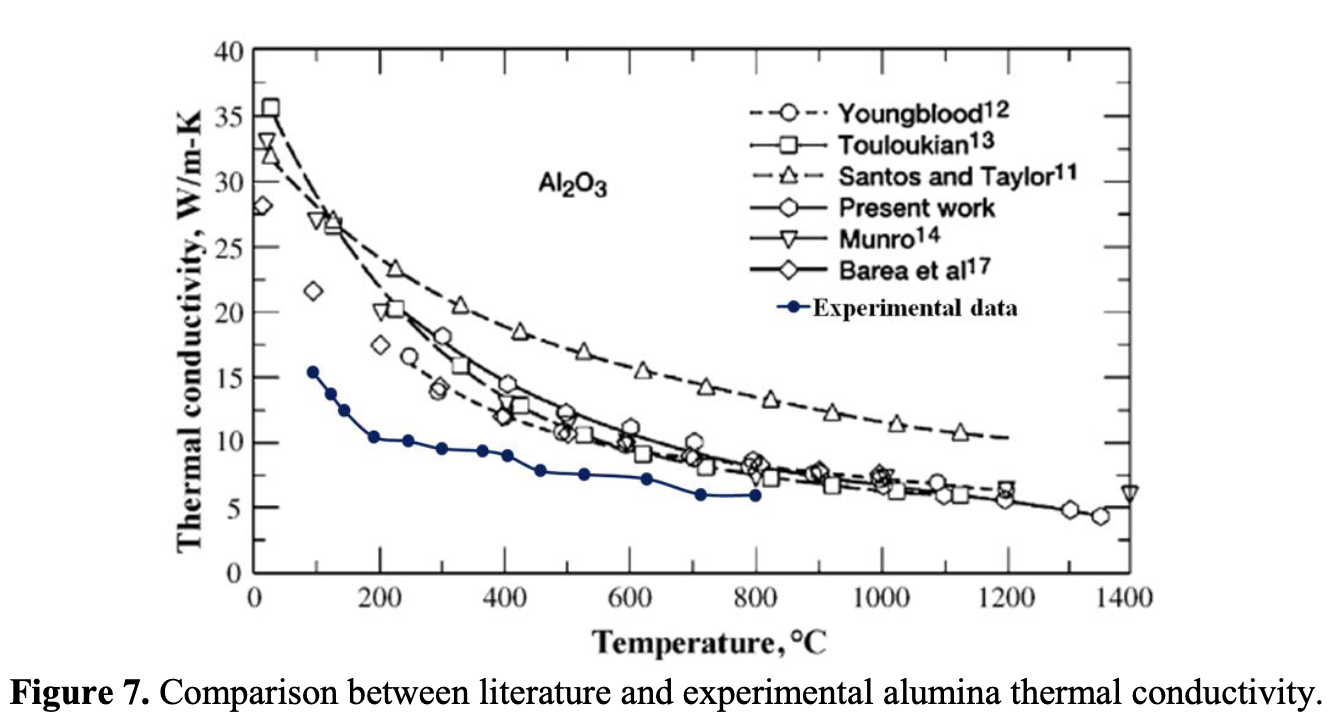 40
35
30
25
20
15
10
5
0
Thermal conductivity, W/m-K
Al₂O₃
Youngblood¹²
Touloukian¹³
Santos and Taylor¹¹
Present work
Munro¹⁴
Barea et al¹⁷
Experimental data
0 200 400 600 800 1000 1200 1400
Temperature, °C
Figure 7. Comparison between literature and experimental alumina thermal conductivity.